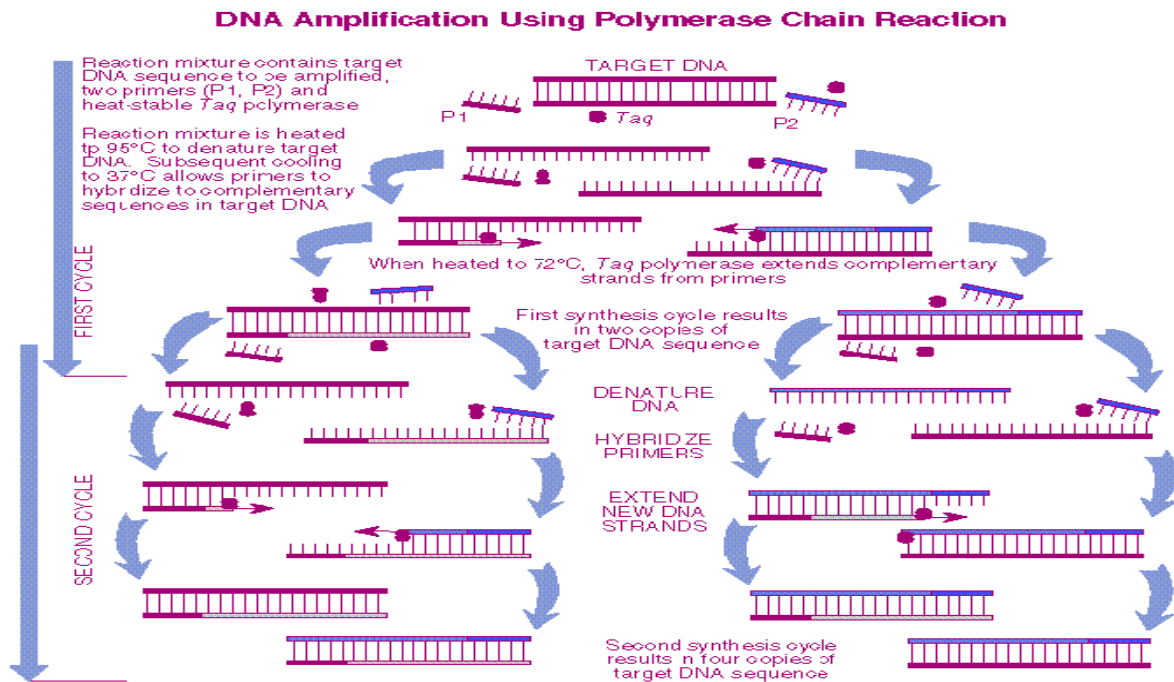 DNA Amplification Using Polymerase Chain Reaction
Reaction mixture contains target
DNA sequence to be amplified,
two primers (P1, P2) and
heat-stable Taq polymerase
TARGET DNA
P1
Taq
P2
Reaction mixture is heated
tp 95°C to denature target
DNA. Subsequent cooling
to 37°C allows primers to
hybridize to complementary
sequences in target DNA
When heated to 72°C, Taq polymerase extends complementary
strands from primers
FIRST CYCLE
First synthesis cycle results
in two copies of
target DNA sequence
DENATURE
DNA
HYBRIDZE
PRIMERS
EXTEND
NEW DNA
STRANDS
SECOND CYCLE
Second synthesis cycle
results n four copies of
target DNA sequence